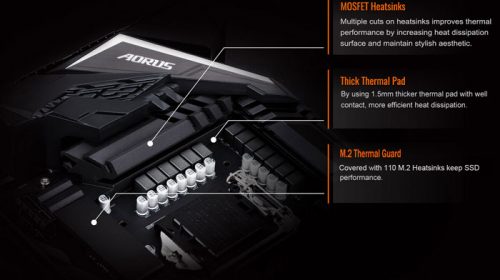 MOSFET Heatsinks
Multiple cuts on heatsinks improves thermal
performance by increasing heat dissipation
surface and maintain stylish aesthetic.
AORUS
Thick Thermal Pad
By using 1.5mm thicker thermal pad with well
contact, more efficient heat dissipation.
M.2 Thermal Guard
Covered with 110 M.2 Heatsinks keep SSD
performance.